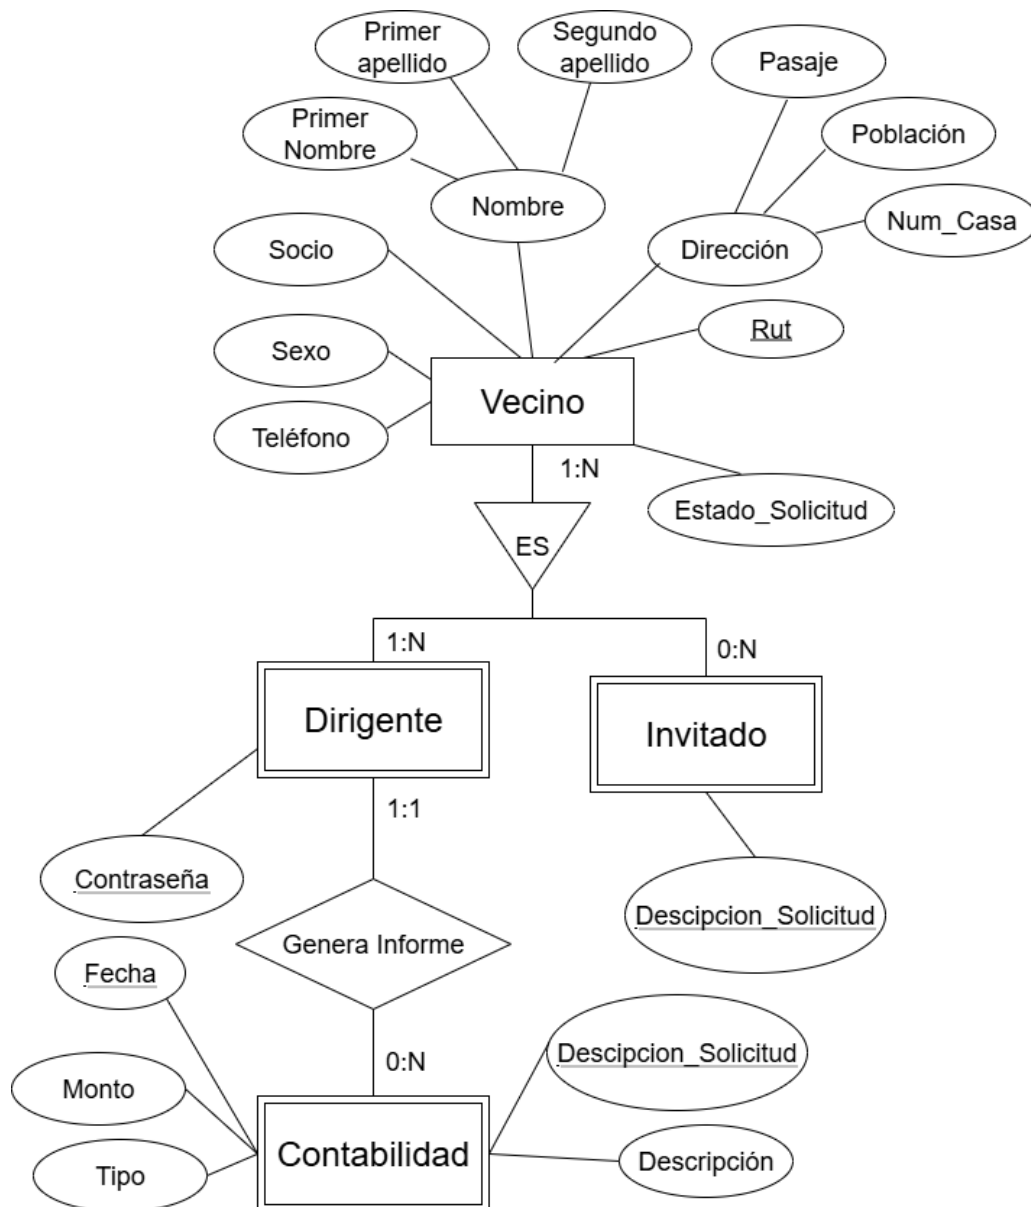 Primer
apellido
Segundo
apellido
Pasaje
Primer
Nombre
Población
Nombre
Num_Casa
Socio
Dirección
Rut
Sexo
Vecino
Teléfono
1:N
Estado_Solicitud
ES
1:N
0:N
Dirigente
Invitado
1:1
Contraseña
Descipcion_Solicitud
Genera Informe
Fecha
Descipcion_Solicitud
0:N
Monto
Contabilidad
Descripción
Tipo